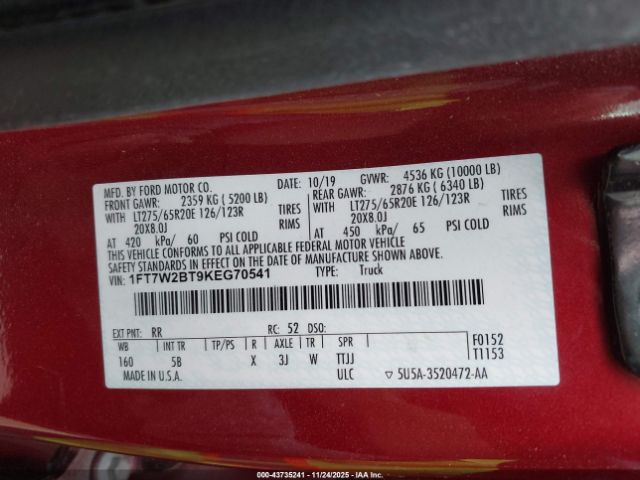 MFD. BY FORD MOTOR CO.
DATE: 10/19 GVWR: 4536 KG (10000 LB)
FRONT GAWR: 2359 KG ( 5200 LB)
REAR GAWR: 2876 KG ( 6340 LB)
WITH LT275/65R20E 126/123R TIRES
WITH LT275/65R20E 126/123R TIRES
20X8.0J RIMS
20X8.0J RIMS
AT 420 kPa/ 60 PSI COLD
AT 450 kPa/ 65 PSI COLD
THIS VEHICLE CONFORMS TO ALL APPLICABLE FEDERAL MOTOR VEHICLE
SAFETY STANDARDS IN EFFECT ON THE DATE OF MANUFACTURE SHOWN ABOVE.
VIN: 1FT7W2BT9KEG70541 TYPE: Truck
EXT PNT: RR RC: 52 DSO:
WB INT TR TP/PS R AXLE TR SPR
160 5B X 3J W TTJJ
F0152
T1153
MADE IN U.S.A. ULC ▽ 5U5A-3520472-AA
000-43735241 - 11/24/2025 - IAAI, Inc. Copyright